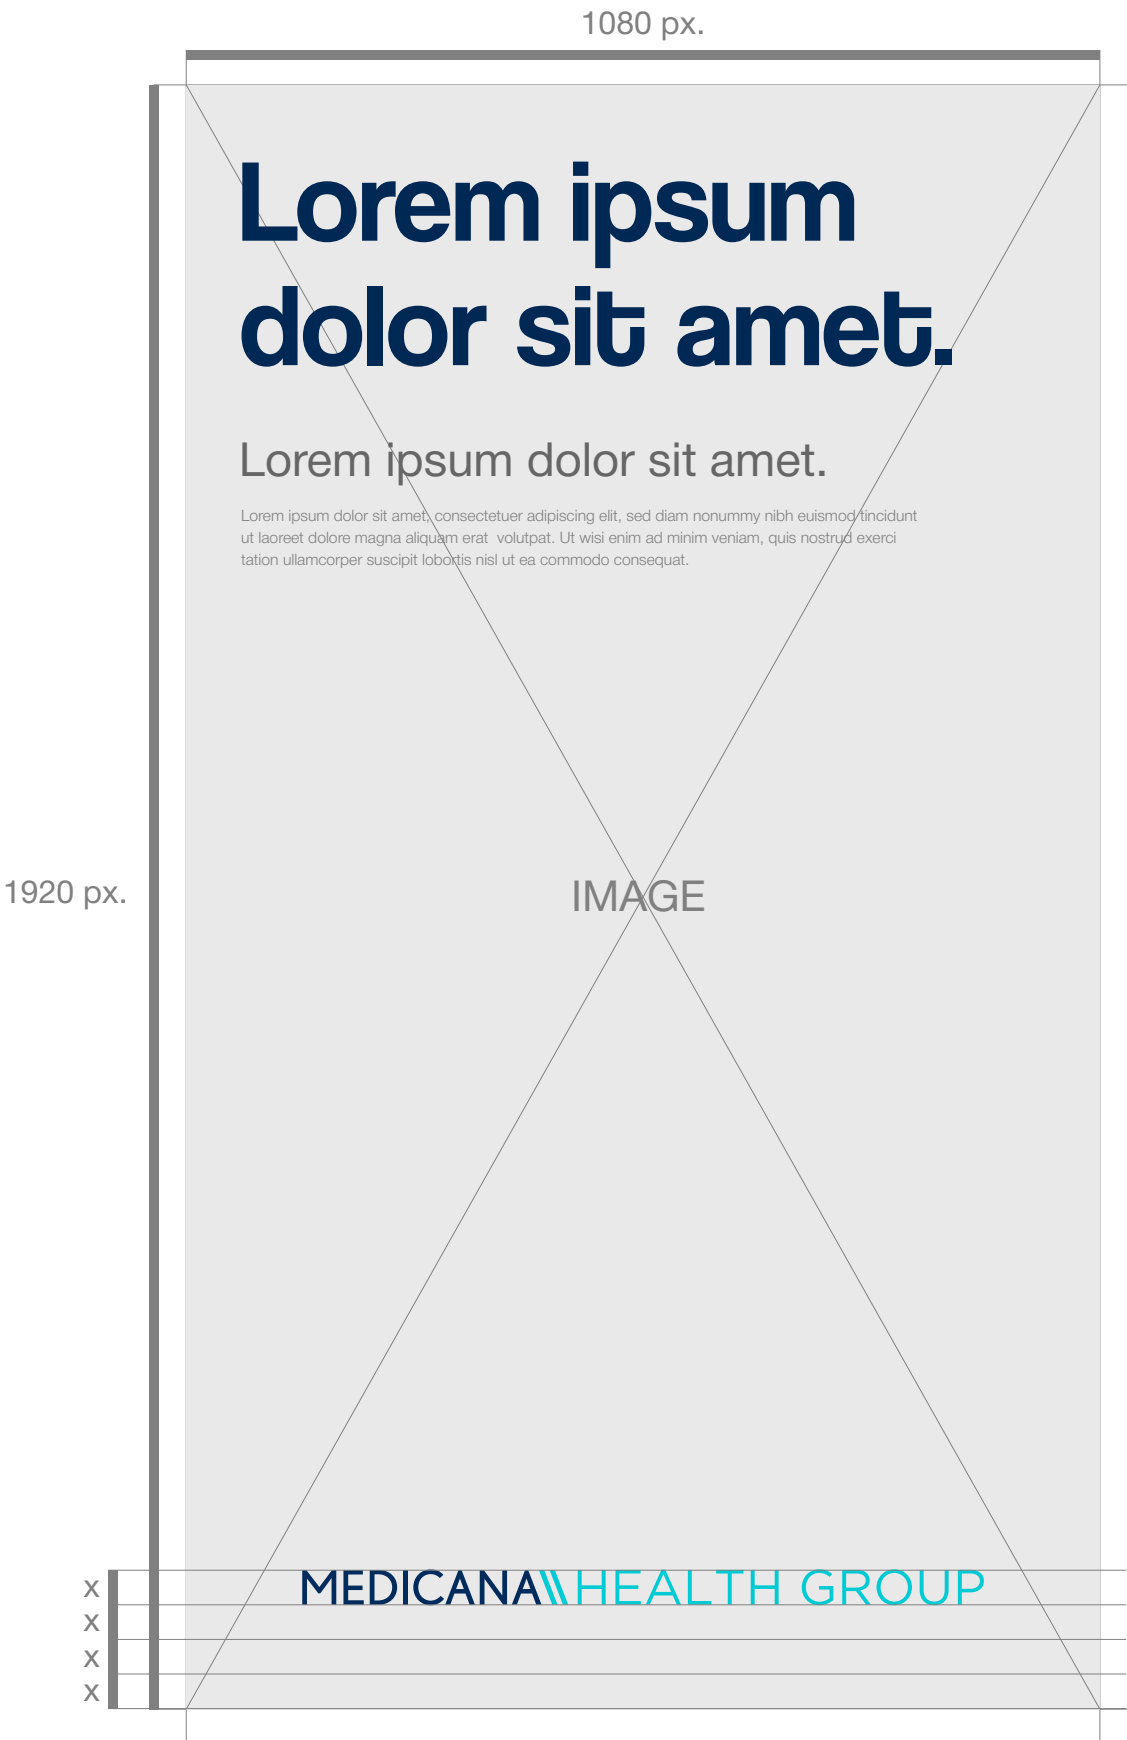 1080 px.
Lorem ipsum
dolor sit amet.
Lorem ipsum dolor sit amet.
Lorem ipsum dolor sit amet, consectetuer adipiscing elit, sed diam nonummy nibh euismod tincidunt
ut laoreet dolore magna aliquam erat  volutpat. Ut wisi enim ad minim veniam, quis nostrud exerci
tation ullamcorper suscipit lobortis nisl ut ea commodo consequat.
1920 px.
IMAGE
x
MEDICANA\\HEALTH GROUP
x
x
x